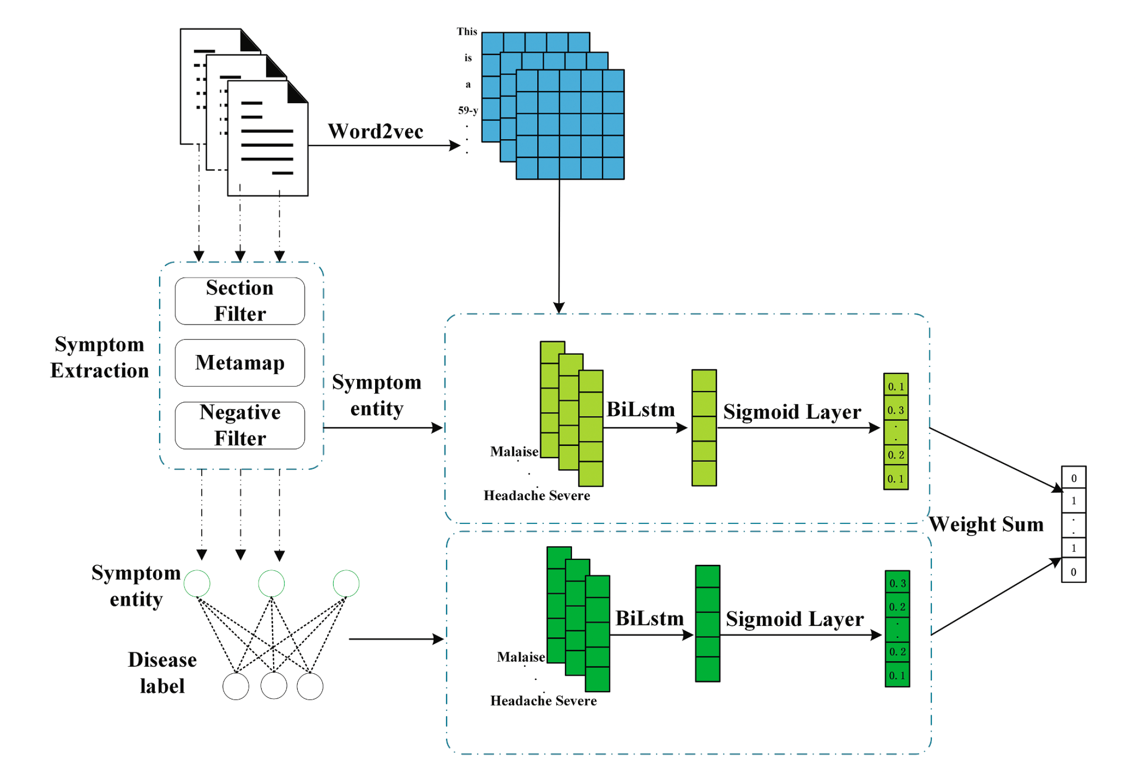 This
is
a
59-y
.
.
.
Word2vec
Section
Filter
Metamap
Negative
Filter
Symptom
Extraction
Symptom
entity
Malaise
.
.
Headache Severe
BiLstm
Sigmoid Layer
0.1
0.3
.
.
0.2
0.1
Weight Sum
0
1
.
.
1
0
Symptom
entity
Disease
label
Malaise
.
.
Headache Severe
BiLstm
Sigmoid Layer
0.3
0.2
.
.
0.2
0.1